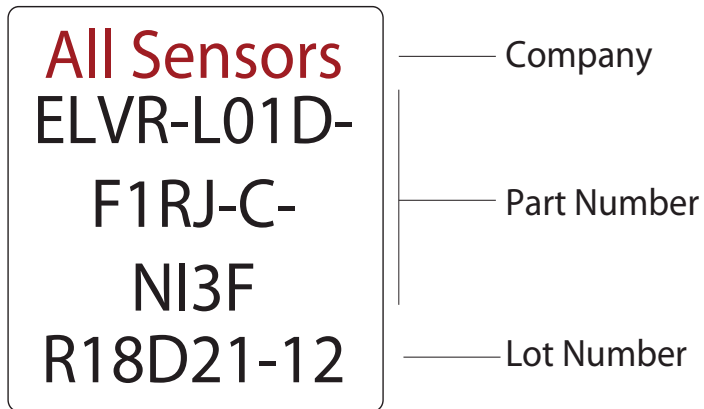 All Sensors
ELVR-L01D-
F1RJ-C-
NI3F
R18D21-12
Company
Part Number
Lot Number